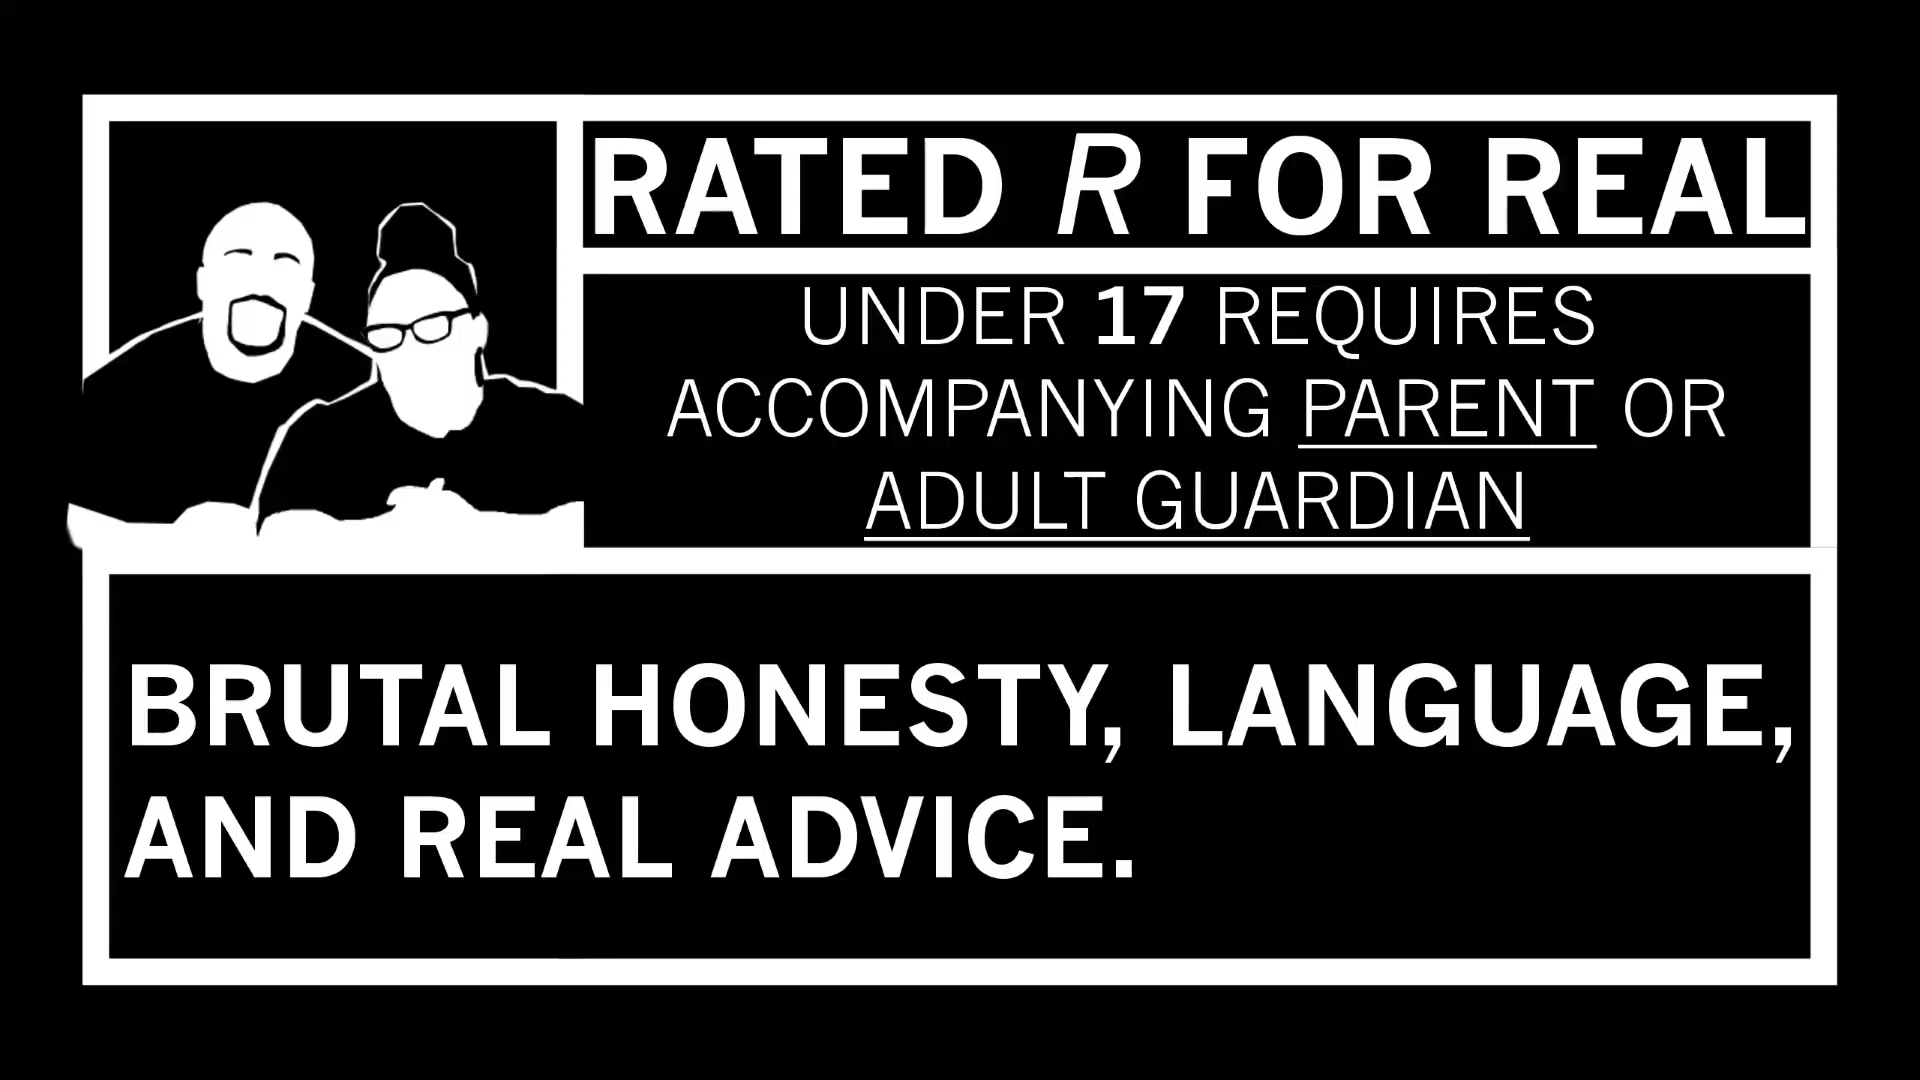 RATED R FOR REAL
UNDER 17 REQUIRES
ACCOMPANYING PARENT OR
ADULT GUARDIAN
BRUTAL HONESTY, LANGUAGE,
AND REAL ADVICE.